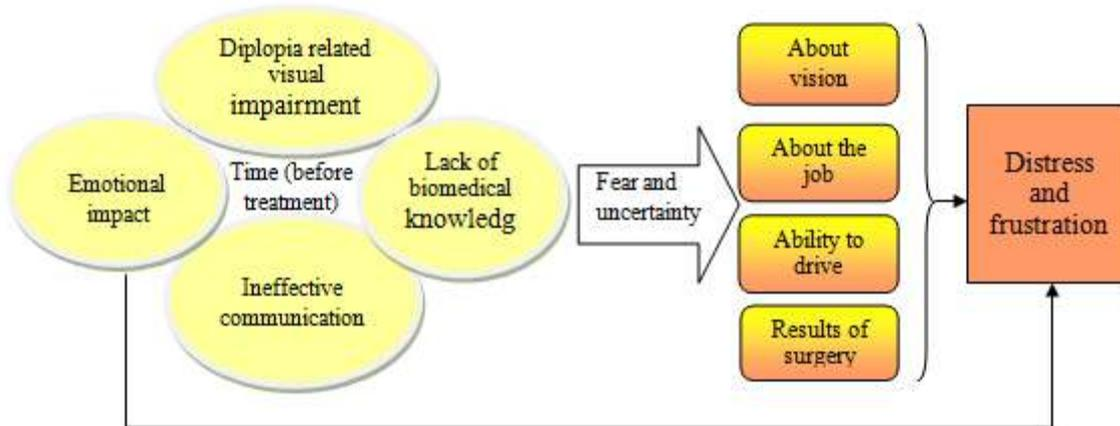 Diplopia related
visual
impairment
Emotional
impact
Time (before
treatment)
Lack of
biomedical
knowledg
Ineffective
communication
Fear and
uncertainty
About
vision
About the
job
Ability to
drive
Results of
surgery
Distress
and
frustration